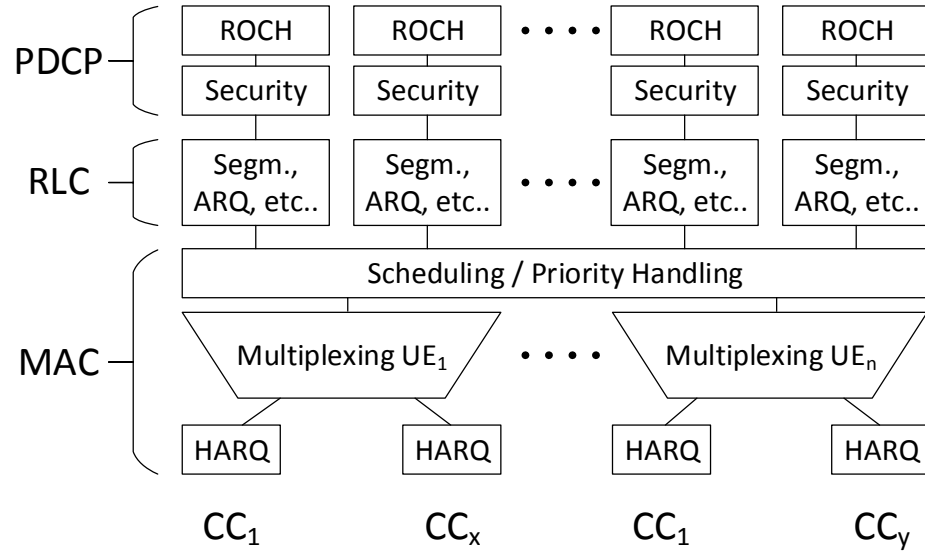 PDCP
ROCH ROCH • • • • ROCH ROCH
Security Security Security Security
RLC
Segm., Segm., Segm., Segm.,
ARQ, etc.. ARQ, etc.. • • • • ARQ, etc.. ARQ, etc..
MAC
Scheduling / Priority Handling
Multiplexing UE₁ • • • • Multiplexing UEₙ
HARQ HARQ HARQ HARQ
CC₁ CCₓ CC₁ CCy